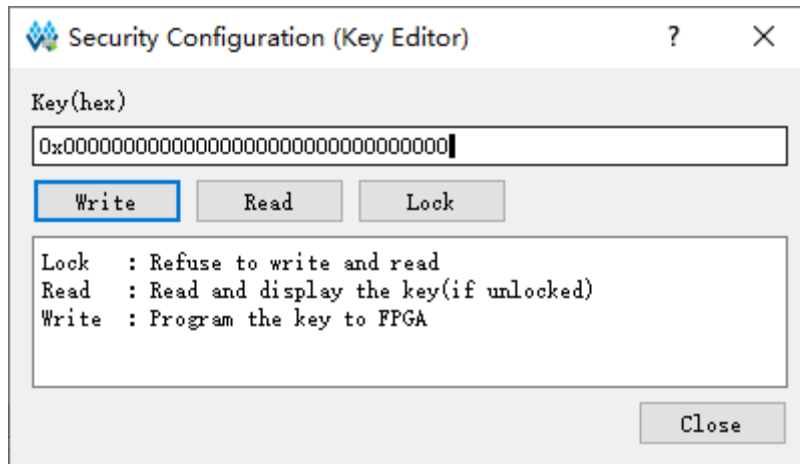 Security Configuration (Key Editor)
Key(hex)
0x00000000000000000000000000000000
Write Read Lock
Lock : Refuse to write and read
Read : Read and display the key(if unlocked)
Write : Program the key to FPGA
Close